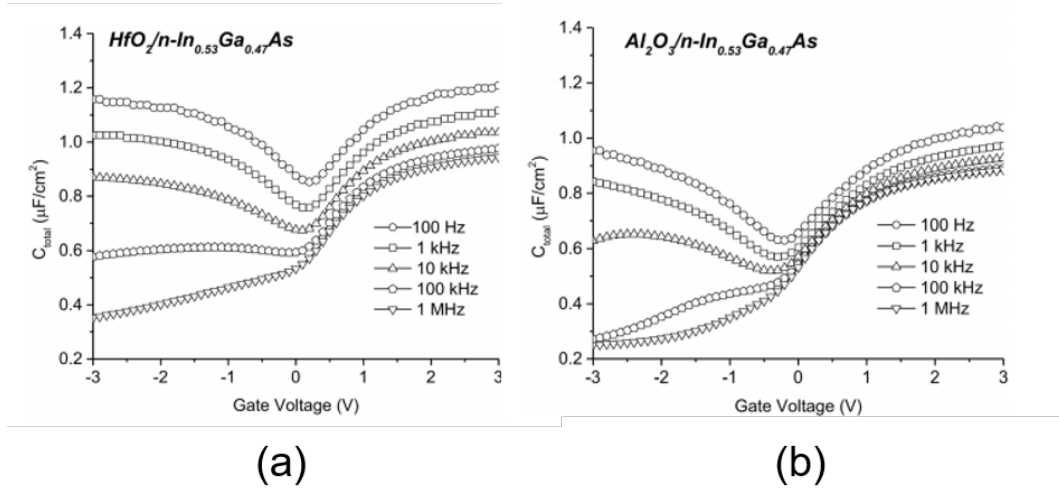 HfO₂/n-In₀.₅₃Ga₀.₄₇As
1.4
1.2
1.0
0.8
0.6
0.4
0.2
C_total (μF/cm²)
100 Hz
1 kHz
10 kHz
100 kHz
1 MHz
-3 -2 -1 0 1 2 3
Gate Voltage (V)
(a)
Al₂O₃/n-In₀.₅₃Ga₀.₄₇As
1.4
1.2
1.0
0.8
0.6
0.4
0.2
C_total (μF/cm²)
100 Hz
1 kHz
10 kHz
100 kHz
1 MHz
-3 -2 -1 0 1 2 3
Gate Voltage (V)
(b)